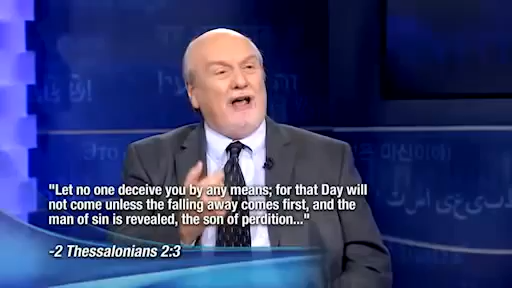 Это
"Let no one deceive you by any means; for that Day will
not come unless the falling away comes first, and the
man of sin is revealed, the son of perdition..."
-2 Thessalonians 2:3